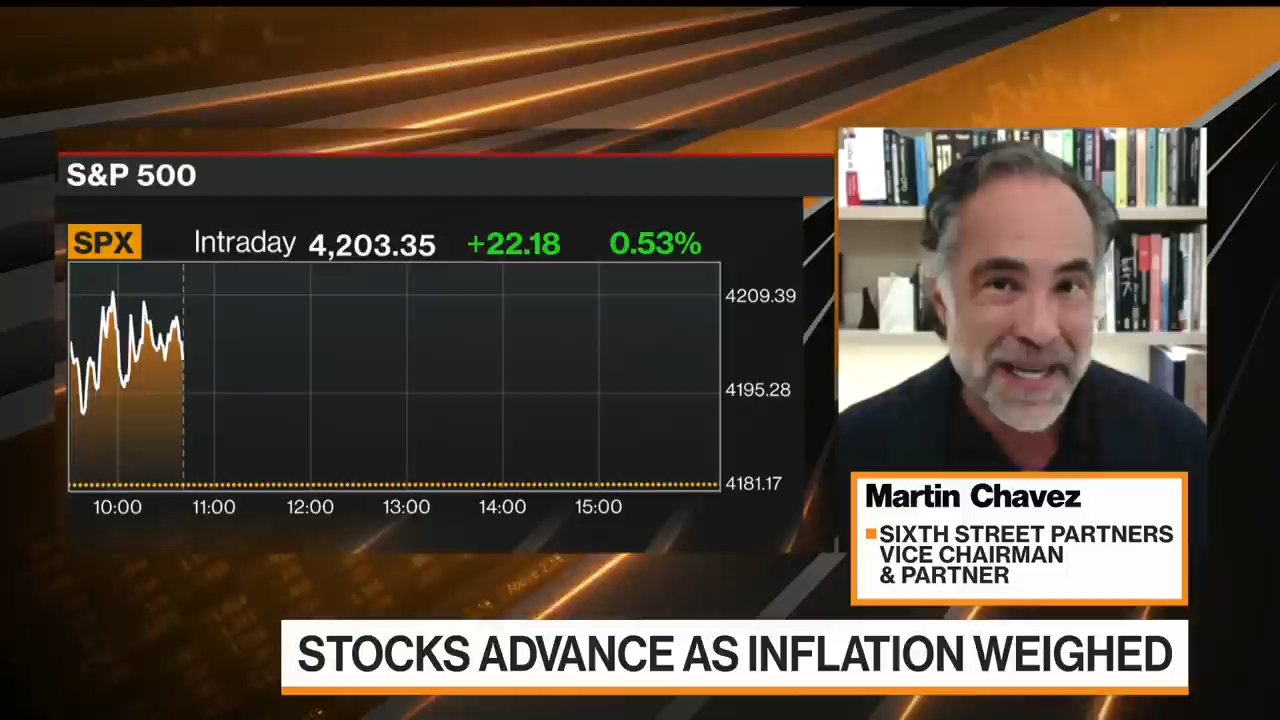 S&P 500
SPX Intraday 4,203.35 +22.18 0.53%
4209.39
4195.28
4181.17
10:00 11:00 12:00 13:00 14:00 15:00
Martin Chavez
SIXTH STREET PARTNERS
VICE CHAIRMAN
& PARTNER
STOCKS ADVANCE AS INFLATION WEIGHED